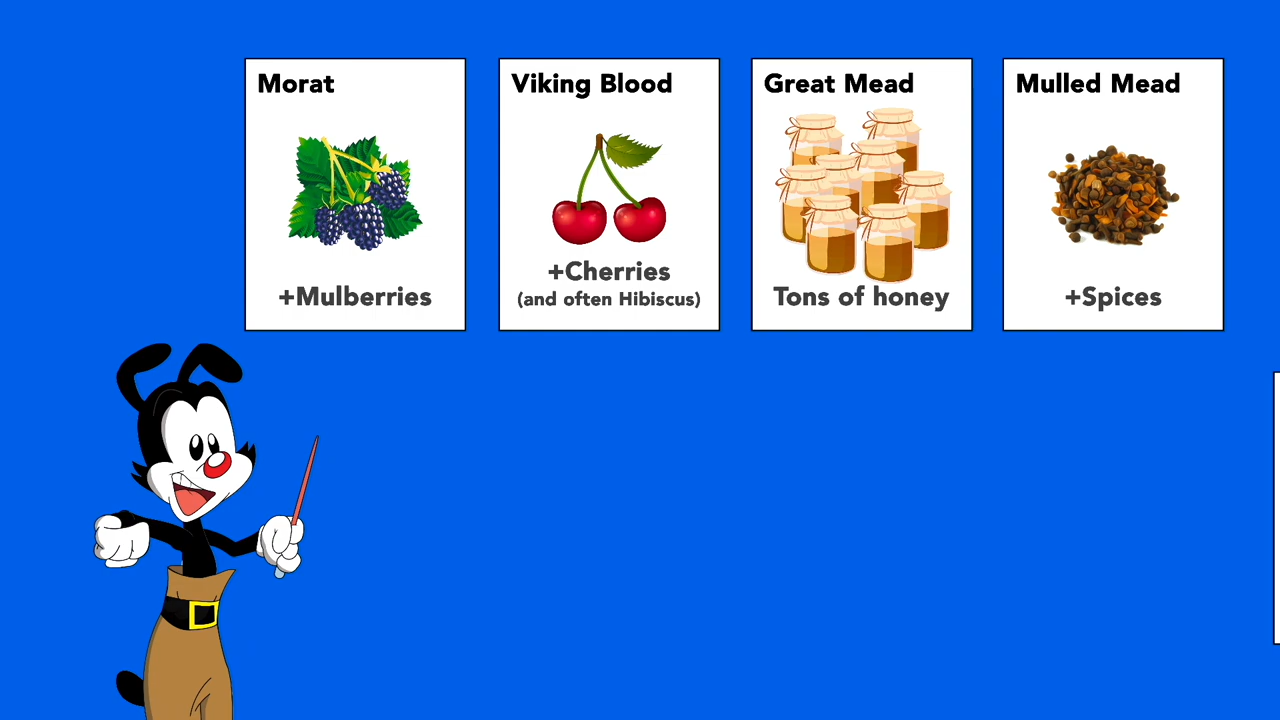 Morat
+Mulberries
Viking Blood
+Cherries
(and often Hibiscus)
Great Mead
Tons of honey
Mulled Mead
+Spices